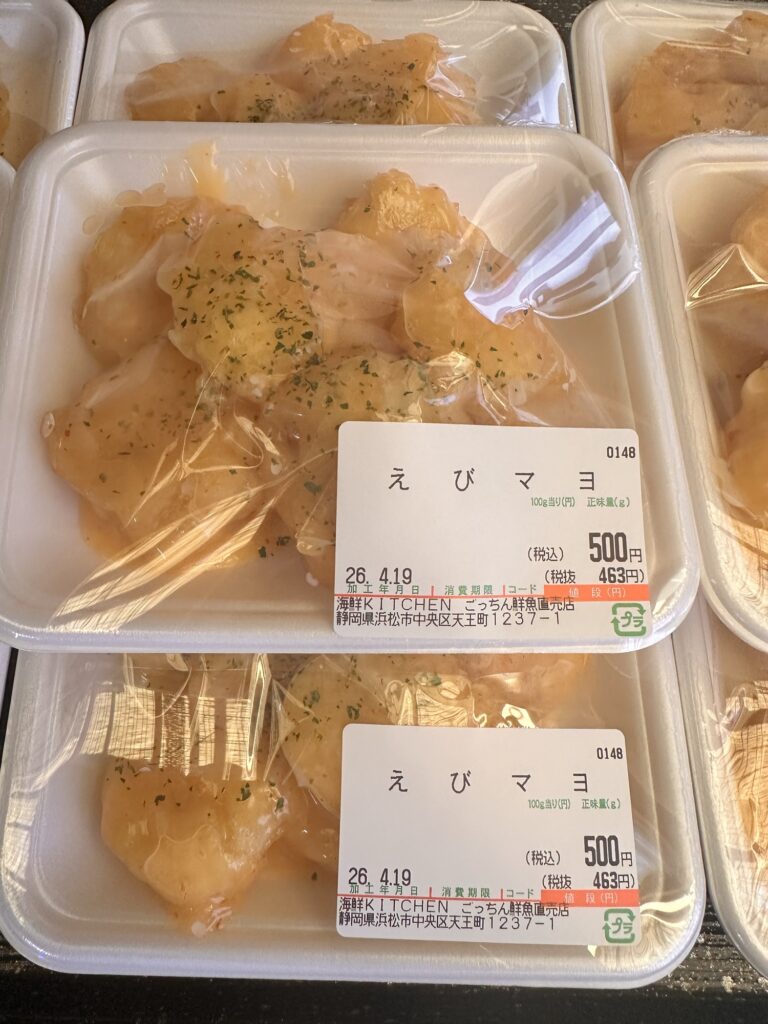 0148
えびマヨ
100g当り(円) 正味量(g)
(税込) 500円
26. 4.19 (税抜 463円)
加工年月日 消費期限 コード 値段(円)
海鮮KITCHEN ごっちん鮮魚直売店
静岡県浜松市中央区天王町1237-1
プラ
0148
えびマヨ
100g当り(円) 正味量(g)
(税込) 500円
26. 4.19 (税抜 463円)
加工年月日 消費期限 コード 値段(円)
海鮮KITCHEN ごっちん鮮魚直売店
静岡県浜松市中央区天王町1237-1
プラ